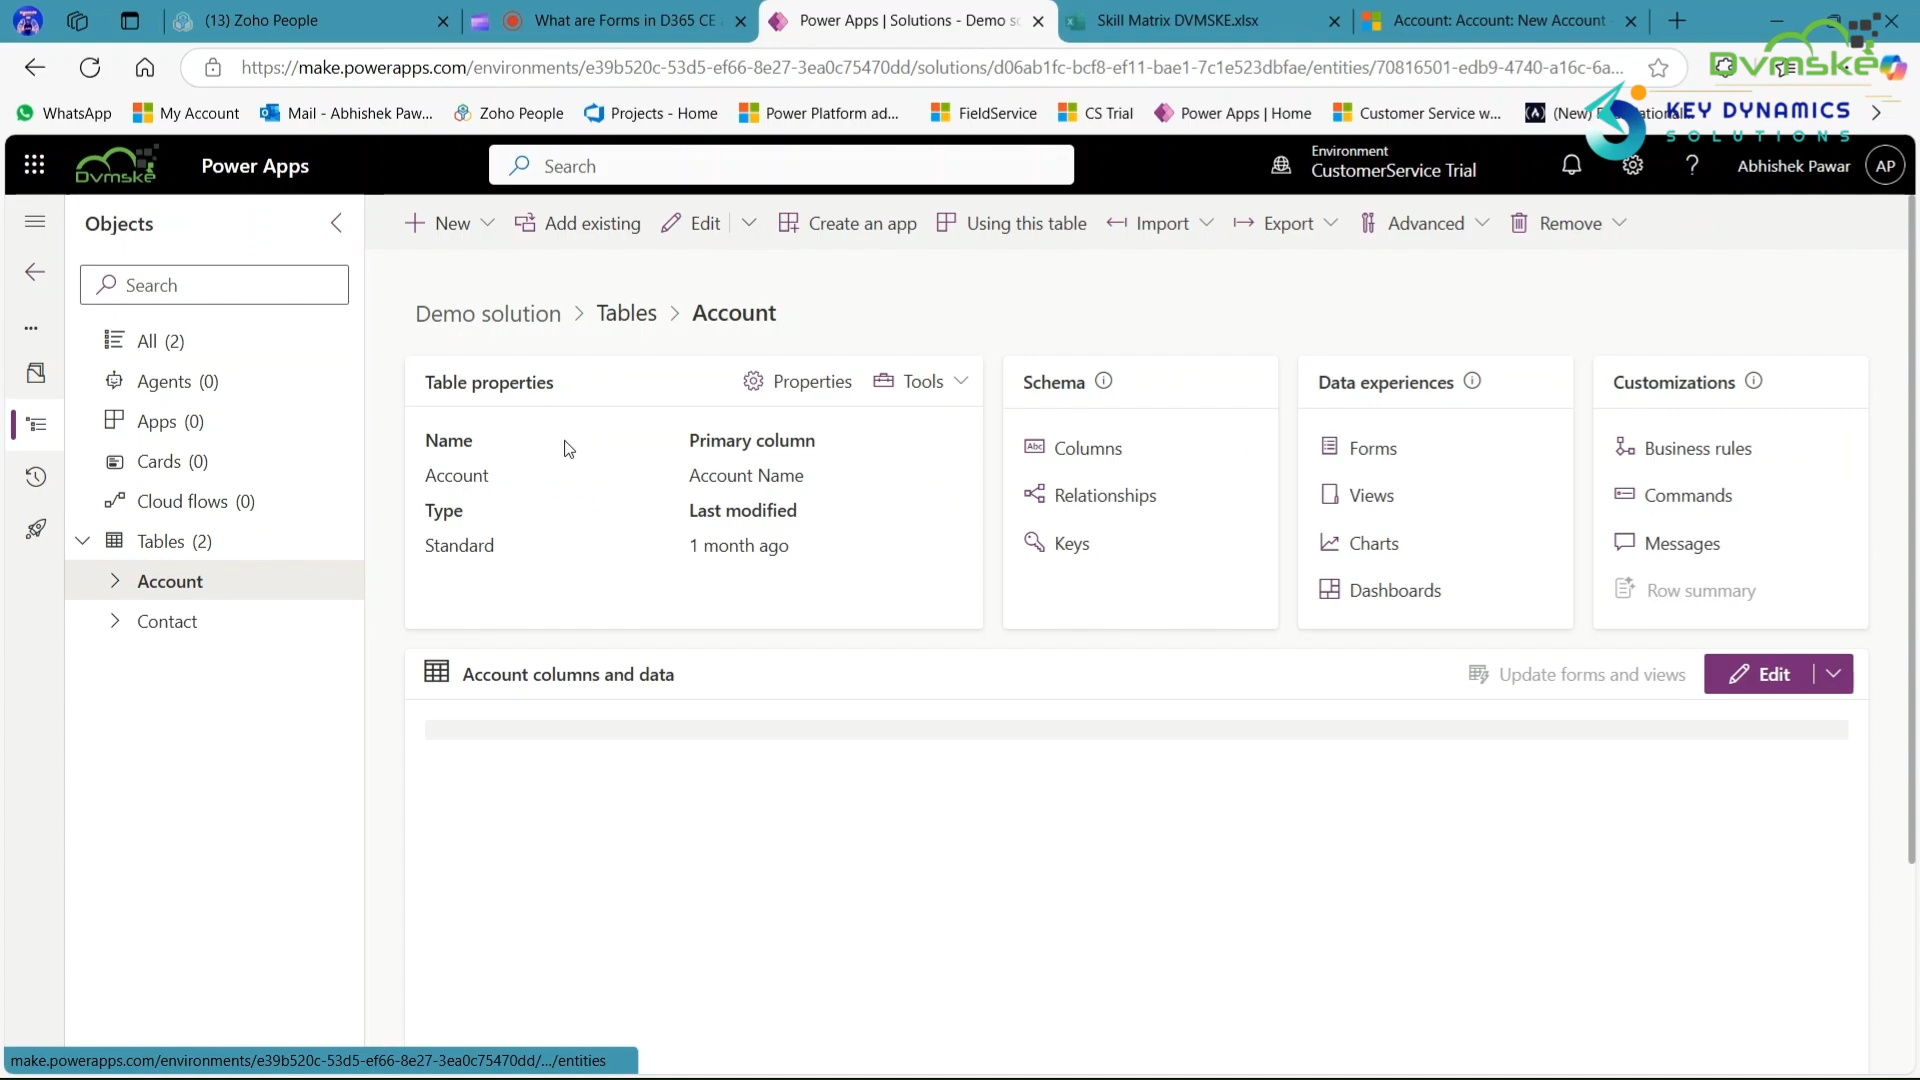 (13) Zoho People
What are Forms in D365 CE
Power Apps | Solutions - Demo so
Skill Matrix DVMSKE.xlsx
Account: Account: New Account
https://make.powerapps.com/environments/e39b520c-53d5-ef66-8e27-3ea0c75470dd/solutions/d06ab1fc-bcf8-ef11-bae1-7c1e523dbfae/entities/70816501-edb9-4740-a16c-6a...
Dvmske
WhatsApp
My Account
Mail - Abhishek Paw...
Zoho People
Projects - Home
Power Platform ad...
FieldService
CS Trial
Power Apps | Home
Customer Service w...
(New)
KEY DYNAMICS
SOLUTIONS
Dvmske
Power Apps
Search
Environment
CustomerService Trial
Abhishek Pawar
AP
Objects
Search
All (2)
Agents (0)
Apps (0)
Cards (0)
Cloud flows (0)
Tables (2)
Account
Contact
New
Add existing
Edit
Create an app
Using this table
Import
Export
Advanced
Remove
Demo solution > Tables > Account
Table properties
Properties
Tools
Name
Account
Type
Standard
Primary column
Account Name
Last modified
1 month ago
Schema
Abc
Columns
Relationships
Keys
Data experiences
Forms
Views
Charts
Dashboards
Customizations
Business rules
Commands
Messages
Row summary
Account columns and data
Update forms and views
Edit
make.powerapps.com/environments/e39b520c-53d5-ef66-8e27-3ea0c75470dd/.../entities